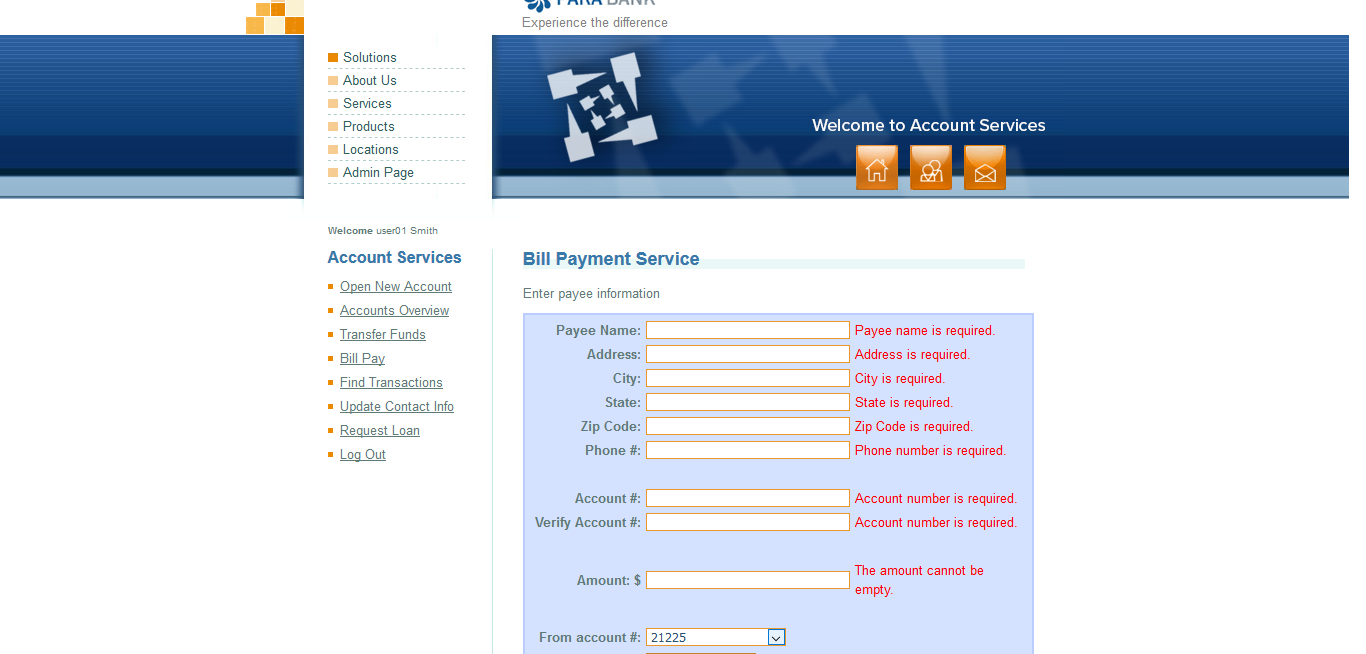 PARA BANK
Experience the difference
Solutions
About Us
Services
Products
Locations
Admin Page
Welcome to Account Services
Welcome user01 Smith
Account Services
Open New Account
Accounts Overview
Transfer Funds
Bill Pay
Find Transactions
Update Contact Info
Request Loan
Log Out
Bill Payment Service
Enter payee information
Payee Name: Payee name is required.
Address: Address is required.
City: City is required.
State: State is required.
Zip Code: Zip Code is required.
Phone #: Phone number is required.
Account #: Account number is required.
Verify Account #: Account number is required.
Amount: $ The amount cannot be
empty.
From account #: 21225